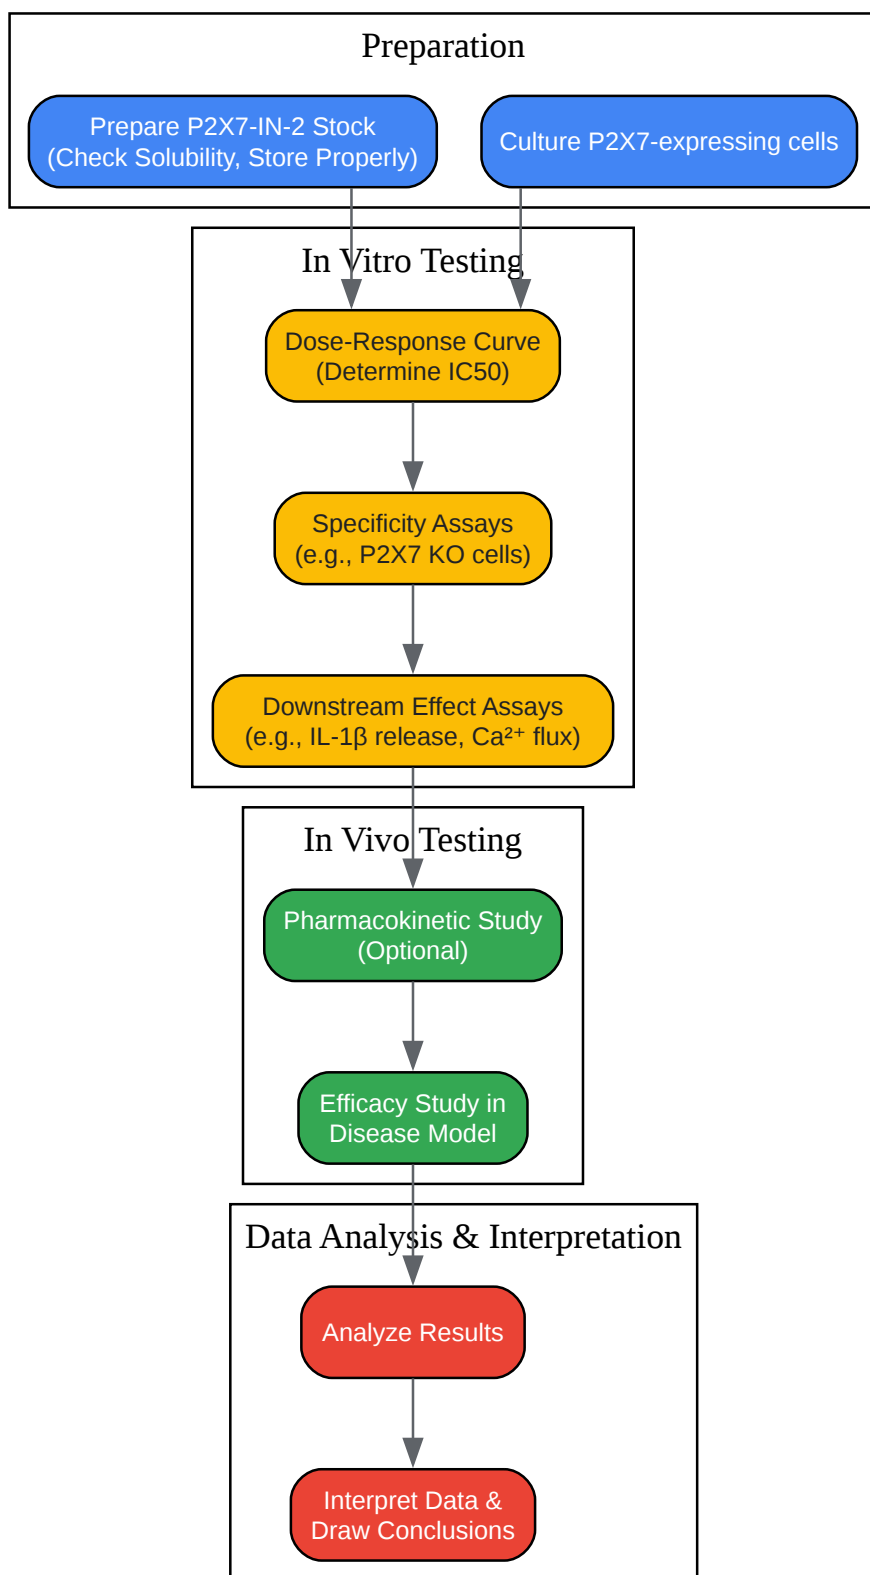 Preparation
Prepare P2X7-IN-2 Stock
(Check Solubility, Store Properly)
Culture P2X7-expressing cells
In Vitro Testing
Dose-Response Curve
(Determine IC50)
Specificity Assays
(e.g., P2X7 KO cells)
Downstream Effect Assays
(e.g., IL-1β release, Ca²⁺ flux)
In Vivo Testing
Pharmacokinetic Study
(Optional)
Efficacy Study in
Disease Model
Data Analysis & Interpretation
Analyze Results
Interpret Data &
Draw Conclusions